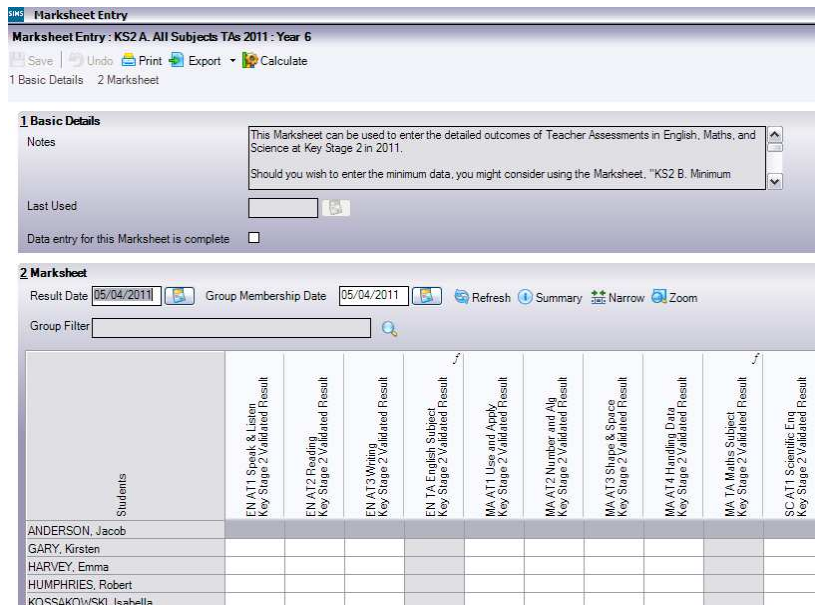 SIMS Marksheet Entry
Marksheet Entry : KS2 A. All Subjects TAs 2011 : Year 6
Save Undo Print Export Calculate
1 Basic Details 2 Marksheet
1 Basic Details
Notes
This Marksheet can be used to enter the detailed outcomes of Teacher Assessments in English, Maths, and
Science at Key Stage 2 in 2011.
Should you wish to enter the minimum data, you might consider using the Marksheet, "KS2 B. Minimum
Last Used
Data entry for this Marksheet is complete
2 Marksheet
Result Date 05/04/2011 Group Membership Date 05/04/2011 Refresh Summary Narrow Zoom
Group Filter
Students
EN AT1 Speak & Listen
Key Stage 2 Validated Result
EN AT2 Reading
Key Stage 2 Validated Result
EN AT3 Writing
Key Stage 2 Validated Result
f
EN TA English Subject
Key Stage 2 Validated Result
MA AT1 Use and Apply
Key Stage 2 Validated Result
MA AT2 Number and Alg
Key Stage 2 Validated Result
MA AT3 Shape & Space
Key Stage 2 Validated Result
MA AT4 Handling Data
Key Stage 2 Validated Result
f
MA TA Maths Subject
Key Stage 2 Validated Result
SC AT1 Scientific Enq
Key Stage 2 Validated Result
ANDERSON, Jacob
GARY, Kirsten
HARVEY, Emma
HUMPHRIES, Robert
KOSSAKOWSKI, Isabella